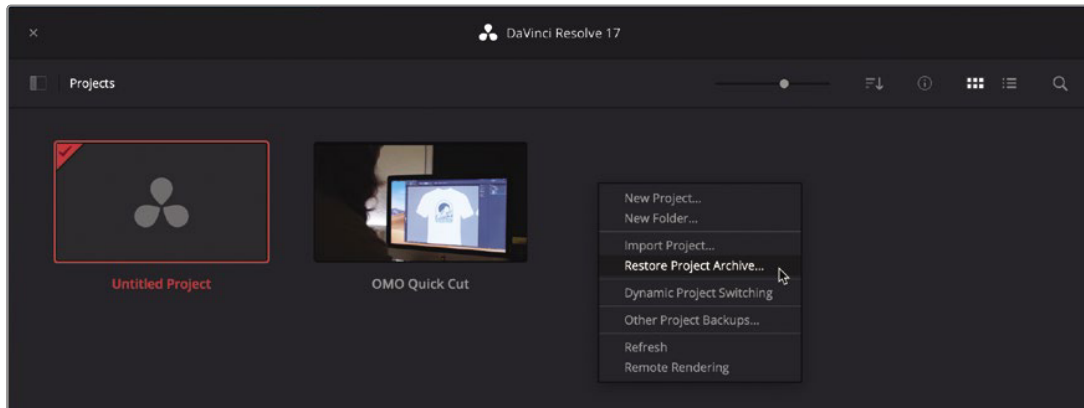 DaVinci Resolve 17
Projects
Untitled Project
OMO Quick Cut
New Project...
New Folder...
Import Project...
Restore Project Archive...
Dynamic Project Switching
Other Project Backups...
Refresh
Remote Rendering